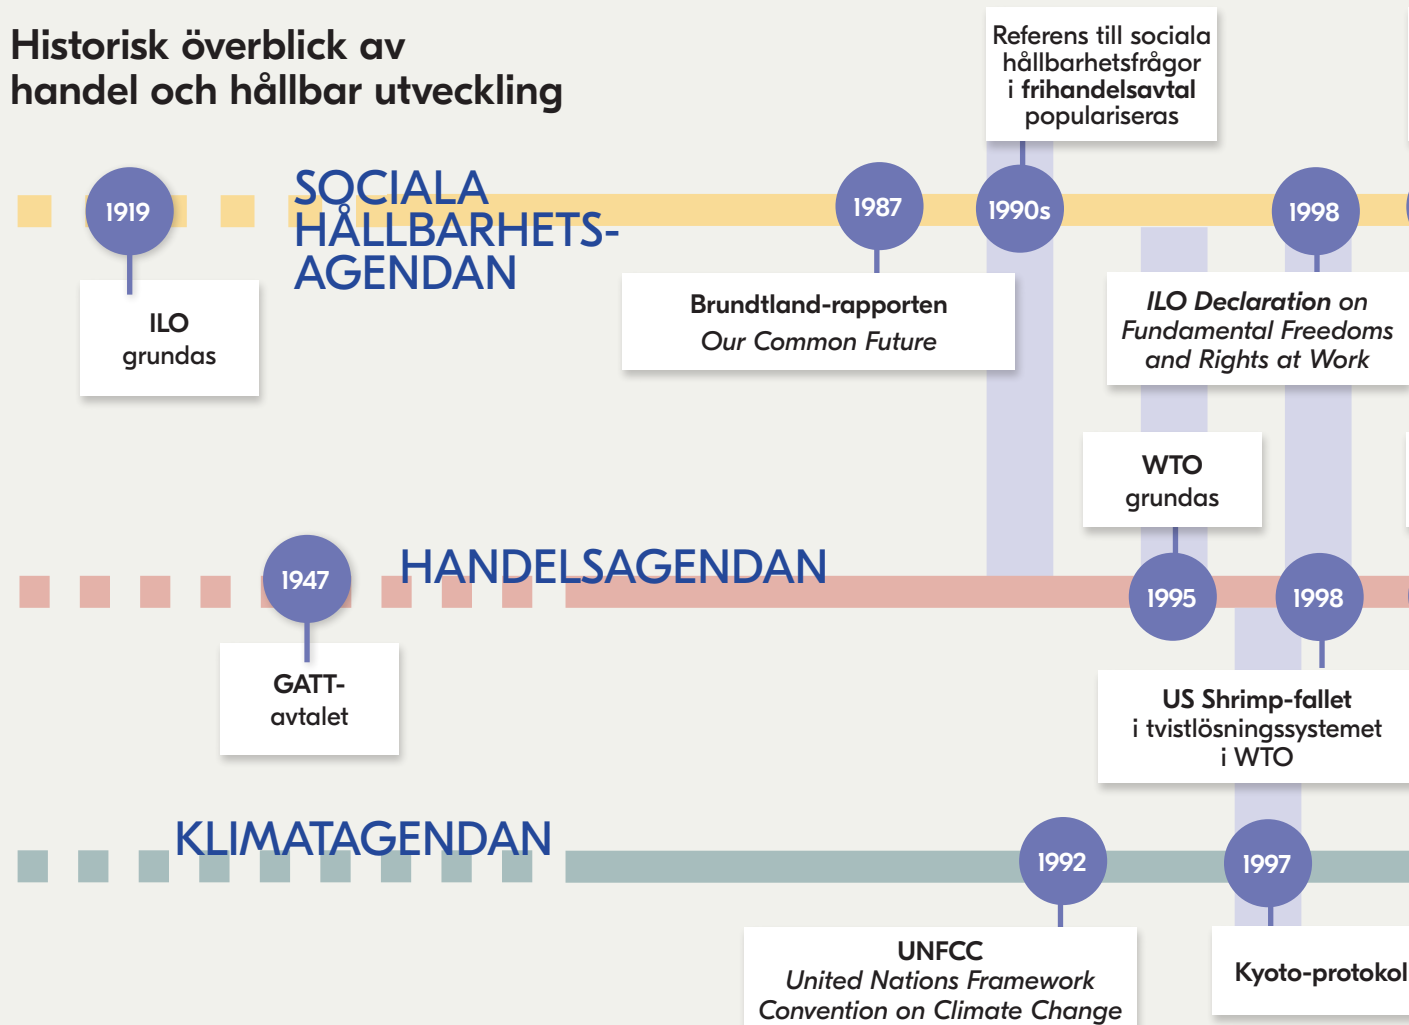 Historisk överblick av
handel och hållbar utveckling
Referens till sociala
hållbarhetsfrågor
i frihandelsavtal
populariseras
SOCIALA
HÅLLBARHETS-
AGENDAN
1919
1987
1990s
1998
ILO
grundas
Brundtland-rapporten
Our Common Future
ILO Declaration on
Fundamental Freedoms
and Rights at Work
WTO
grundas
HANDELSAGENDAN
1947
1995
1998
GATT-
avtalet
US Shrimp-fallet
i tvistlösningssystemet
i WTO
KLIMATAGENDAN
1992
1997
UNFCC
United Nations Framework
Convention on Climate Change
Kyoto-protokol